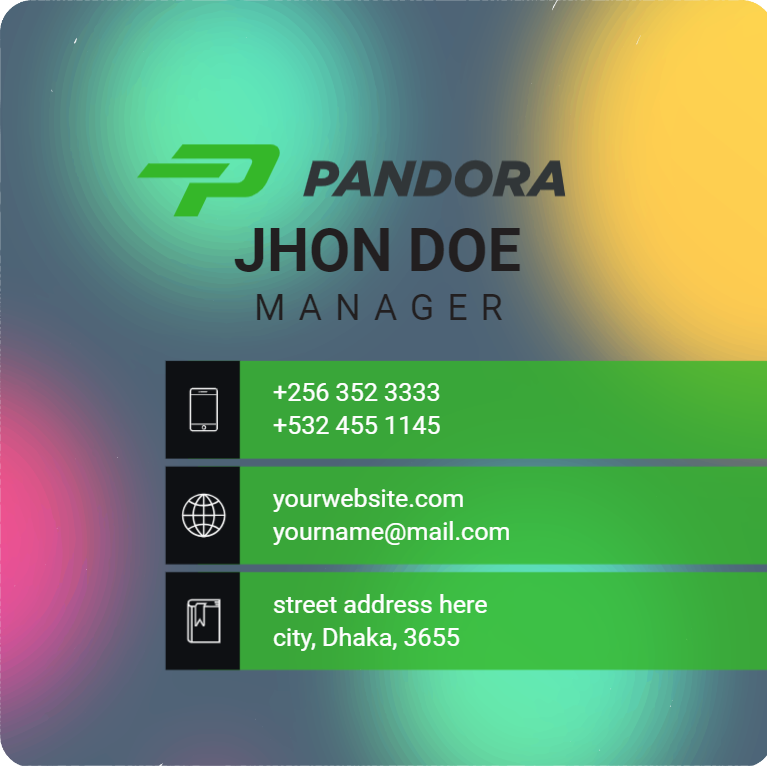 PANDORA
JHON DOE
MANAGER
+256 352 3333
+532 455 1145
yourwebsite.com
yourname@mail.com
street address here
city, Dhaka, 3655